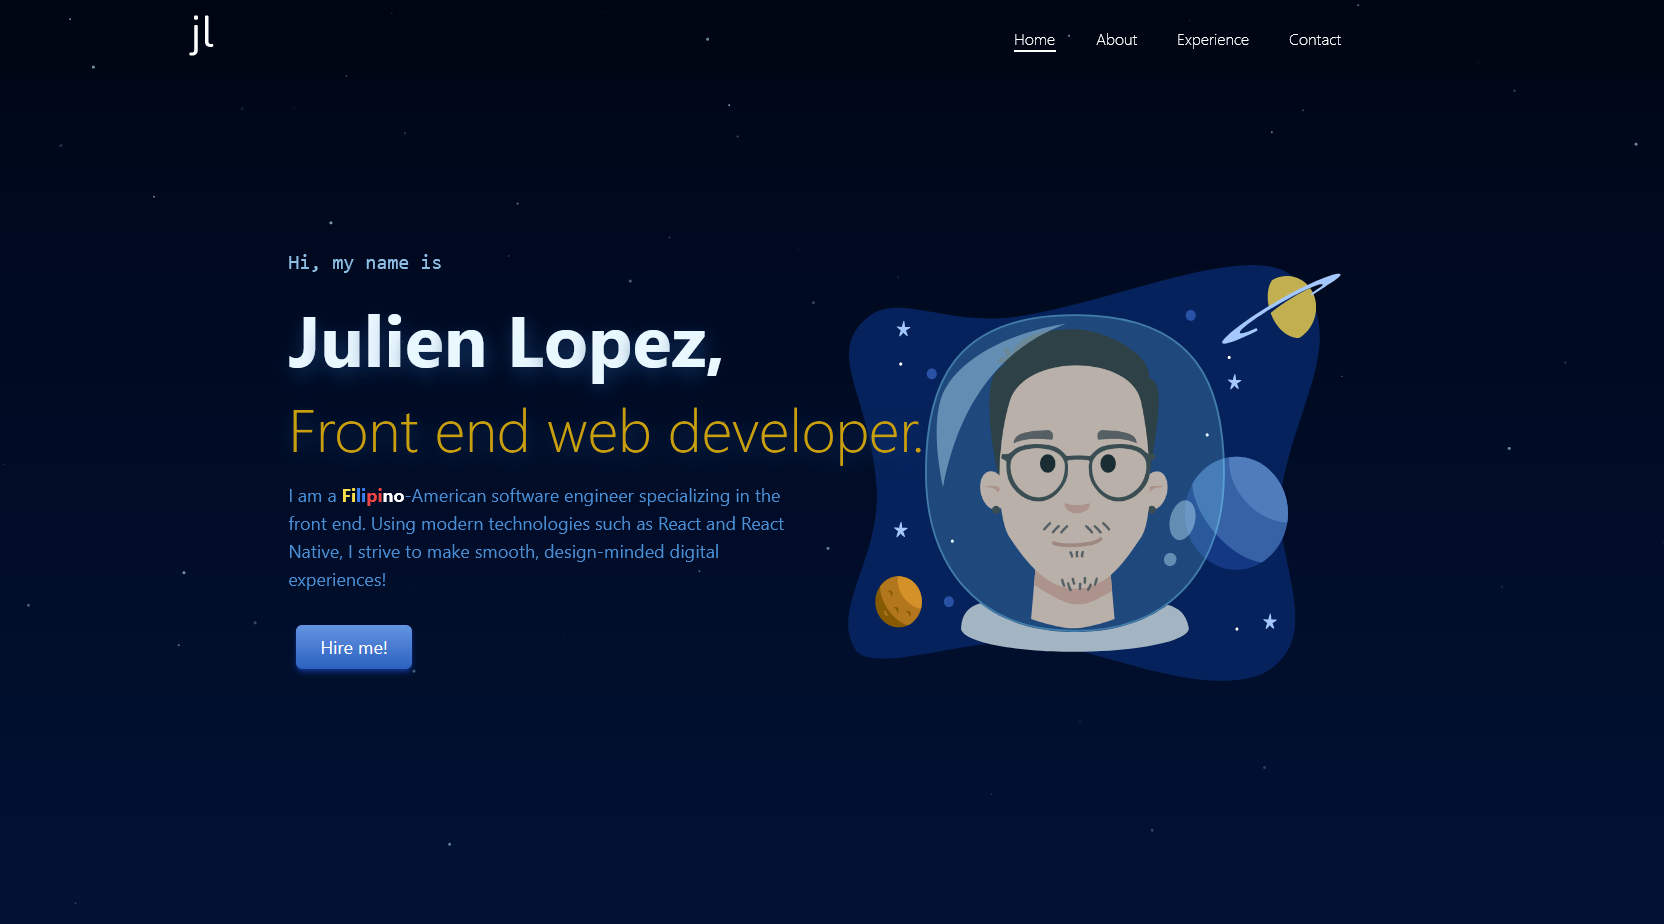 jl
Home About Experience Contact
Hi, my name is
Julien Lopez,
Front end web developer.
I am a Filipino-American software engineer specializing in the
front end. Using modern technologies such as React and React
Native, I strive to make smooth, design-minded digital
experiences!
Hire me!